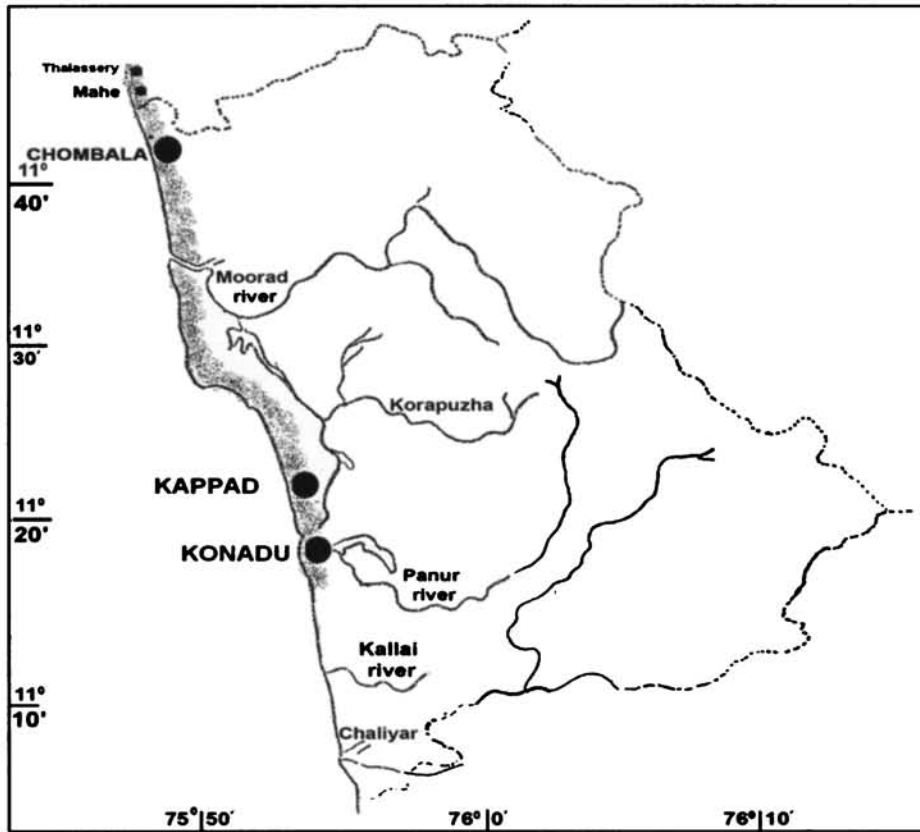 Thalassery
Mahe
CHOMBALA
11°
40'
Moorad
river
11°
30'
Korapuzha
KAPPAD
11°
20'
KONADU
Panur
river
Kallai
river
11°
10'
Chaliyar
75° 50'
76° 0'
76° 10'